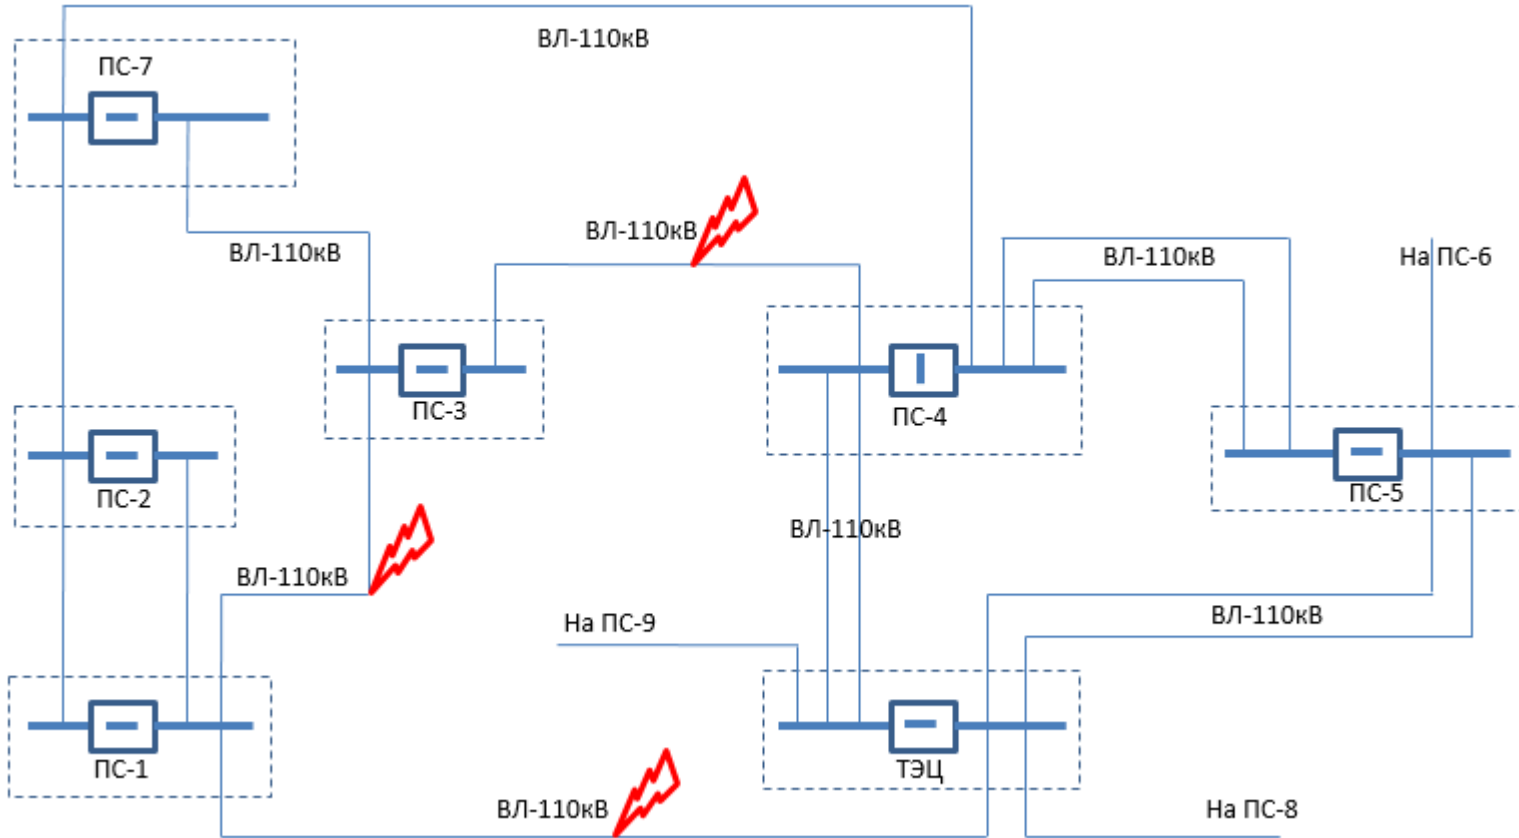 ВЛ-110кВ
ПС-7
ВЛ-110кВ
ВЛ-110кВ
ВЛ-110кВ
На ПС-6
ПС-3
ПС-4
ПС-2
ПС-5
ВЛ-110кВ
ВЛ-110кВ
На ПС-9
ВЛ-110кВ
ПС-1
ТЭЦ
ВЛ-110кВ
На ПС-8